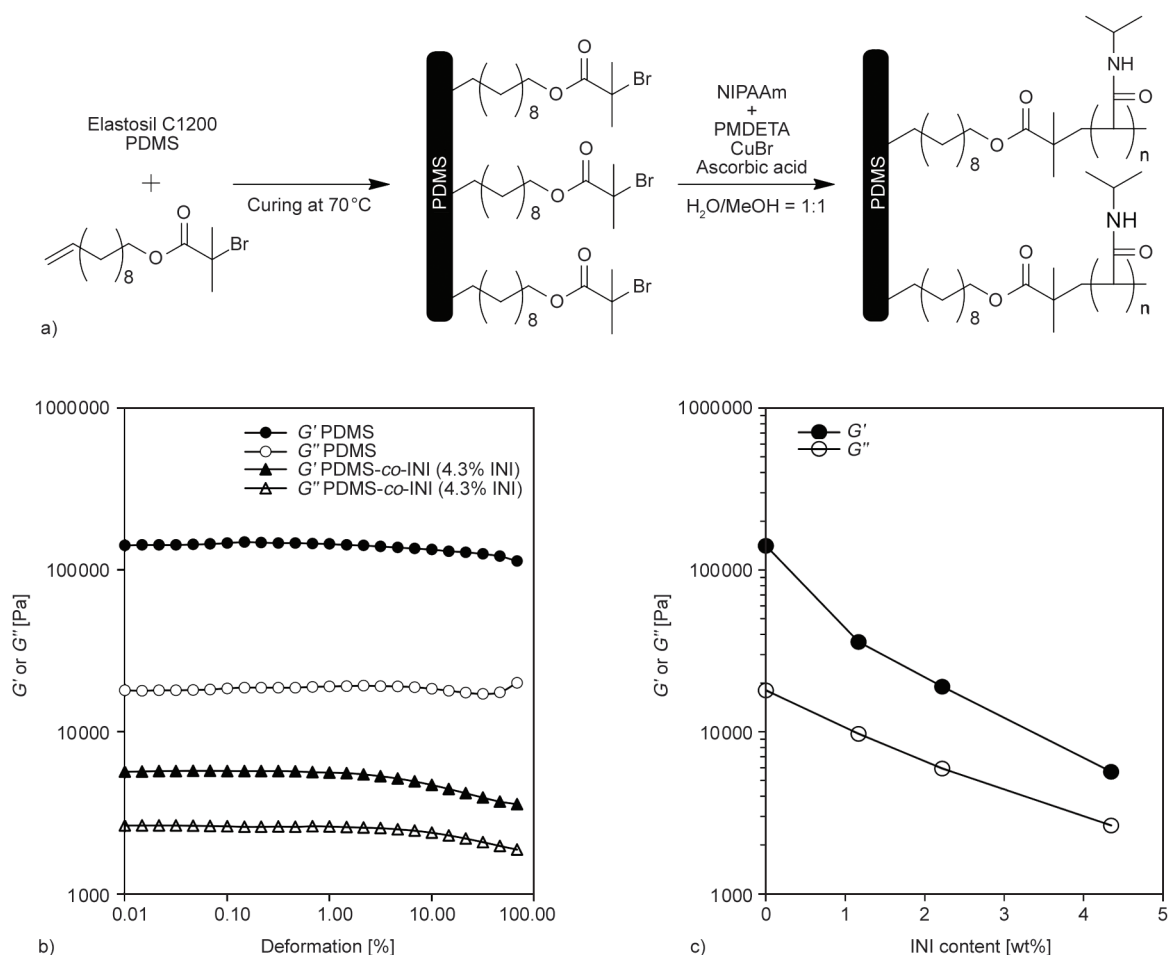 Elastosil C1200
PDMS
+
O
O
Br
8
Curing at 70°C
PDMS
O
O
Br
8
O
O
Br
8
O
O
Br
8
NIPAAm
+
PMDETA
CuBr
Ascorbic acid
H₂O/MeOH = 1:1
PDMS
NH
O
O
O
8
n
NH
O
O
O
8
n
a)
1000000
100000
10000
1000
G' or G" [Pa]
G' PDMS
G" PDMS
G' PDMS-co-INI (4.3% INI)
G" PDMS-co-INI (4.3% INI)
0.01 0.10 1.00 10.00 100.00
Deformation [%]
b)
1000000
100000
10000
1000
G' or G" [Pa]
G'
G"
0 1 2 3 4 5
INI content [wt%]
c)